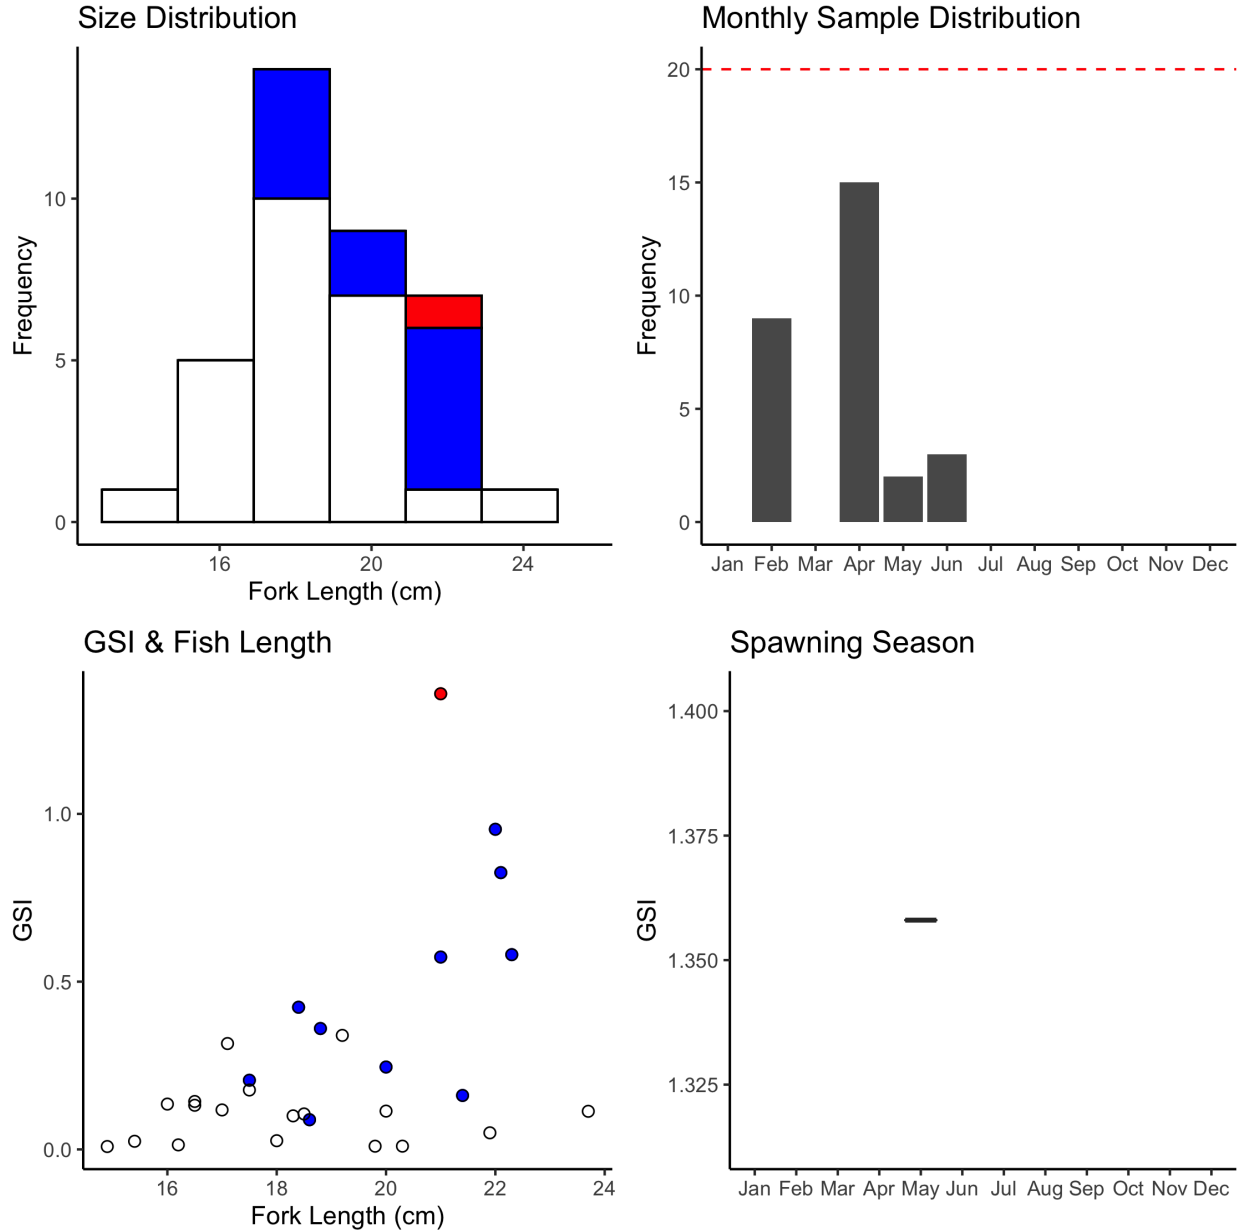 Size Distribution
Frequency
10
5
0
16 20 24
Fork Length (cm)
Monthly Sample Distribution
Frequency
20
15
10
5
0
Jan Feb Mar Apr May Jun Jul Aug Sep Oct Nov Dec
GSI & Fish Length
GSI
1.0
0.5
0.0
16 18 20 22 24
Fork Length (cm)
Spawning Season
GSI
1.400
1.375
1.350
1.325
Jan Feb Mar Apr May Jun Jul Aug Sep Oct Nov Dec